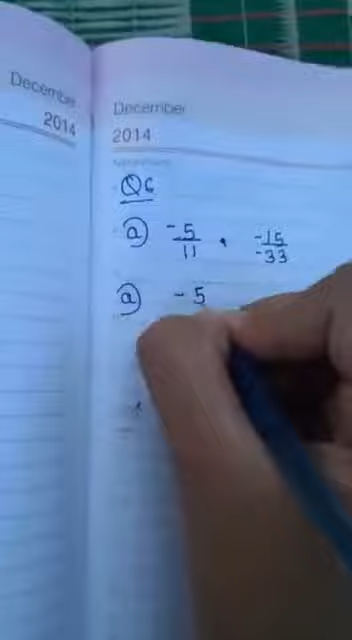 December
2014
December
2014
Q6
(a) -5/11 , -15/-33
(a) -5